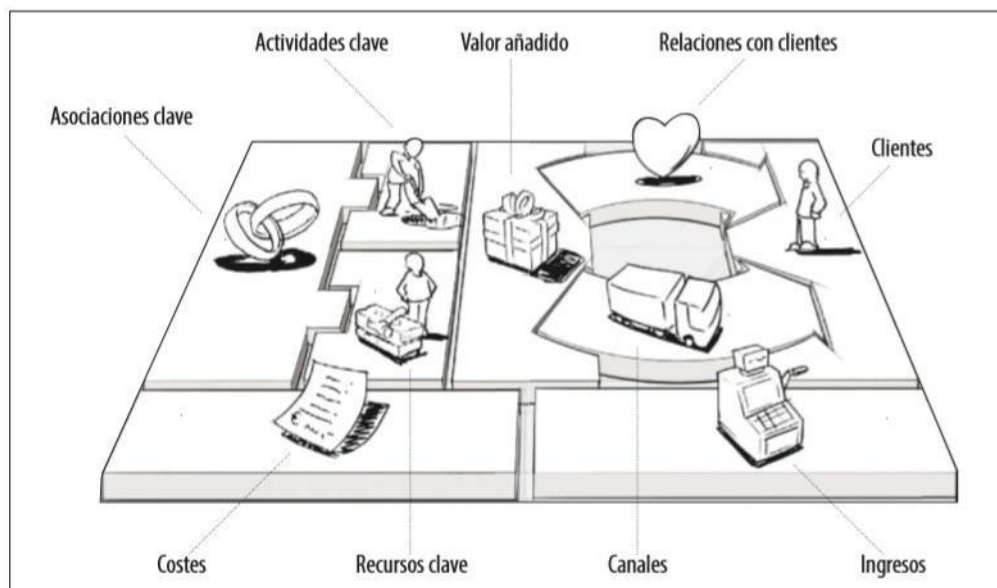 Actividades clave
Valor añadido
Relaciones con clientes
Asociaciones clave
Clientes
Costes
Recursos clave
Canales
Ingresos